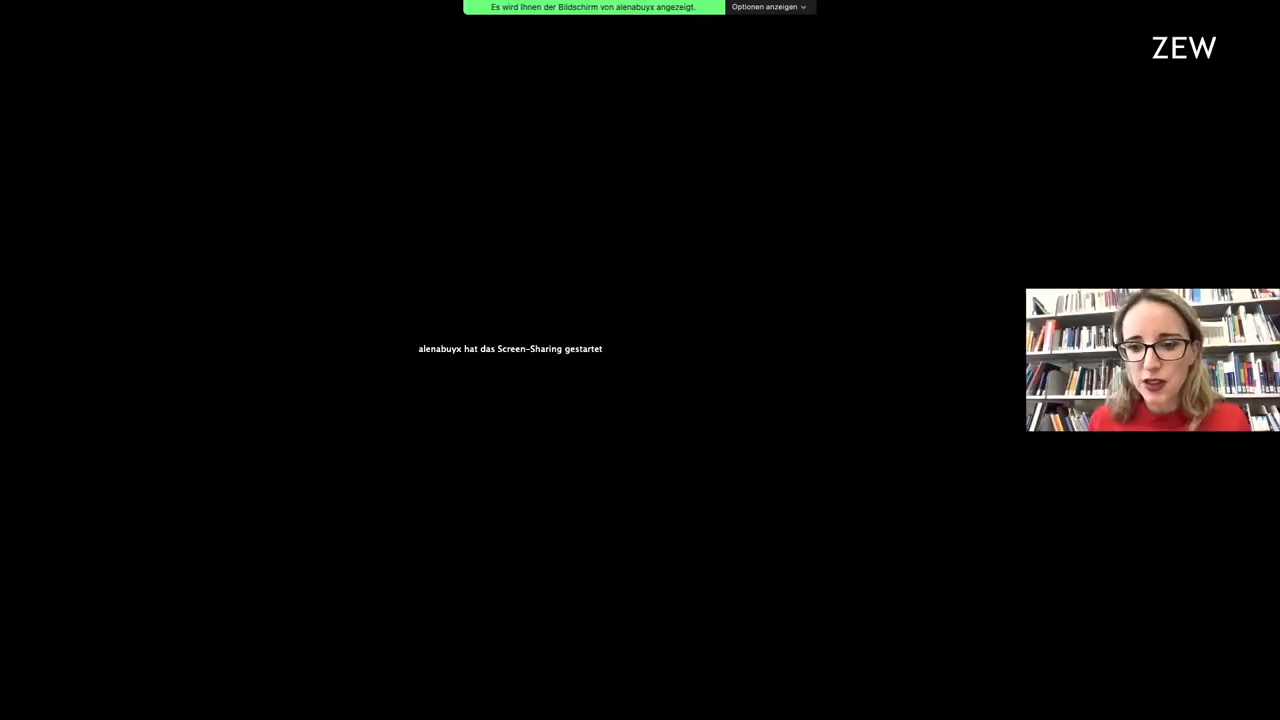 Es wird Ihnen der Bildschirm von alenabuyx angezeigt.
Optionen anzeigen
ZEW
alenabuyx hat das Screen-Sharing gestartet